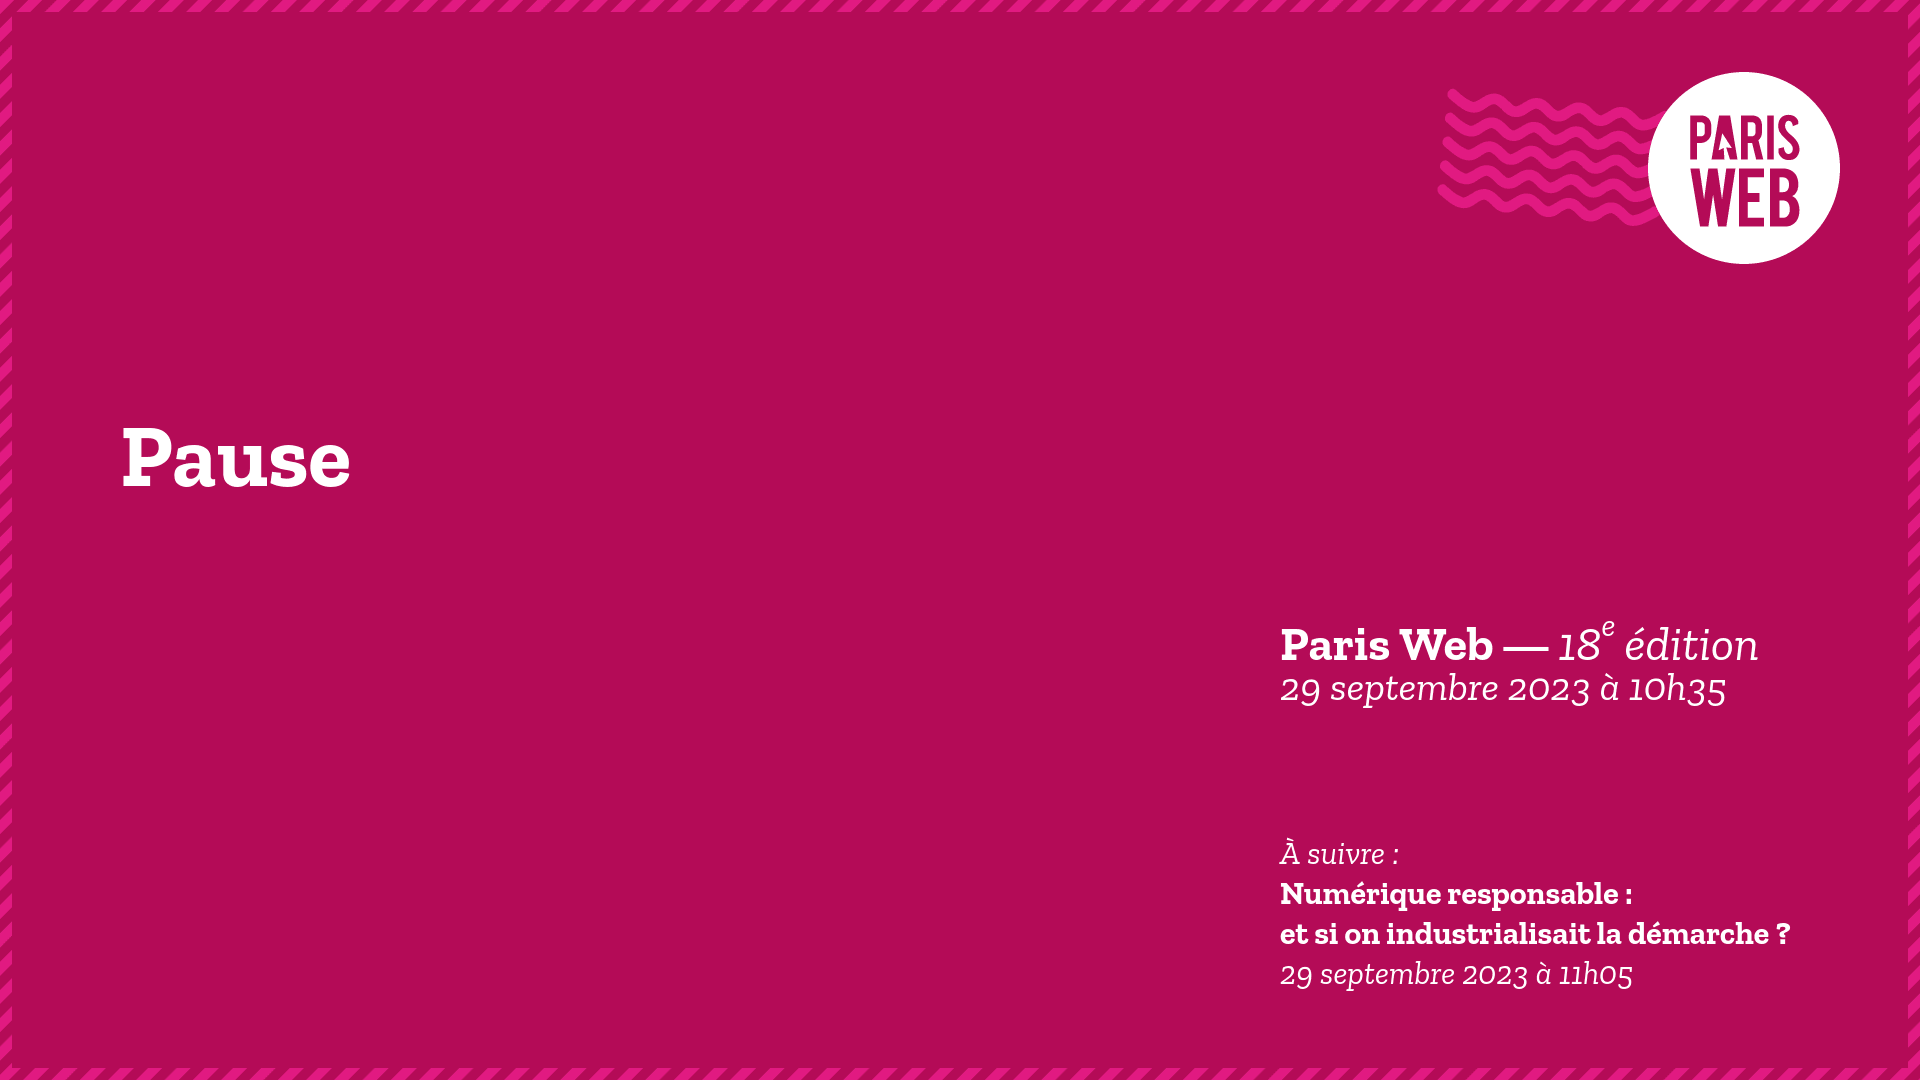 PARIS
WEB
Pause
Paris Web — 18e édition
29 septembre 2023 à 10h35
À suivre :
Numérique responsable :
et si on industrialisait la démarche ?
29 septembre 2023 à 11h05